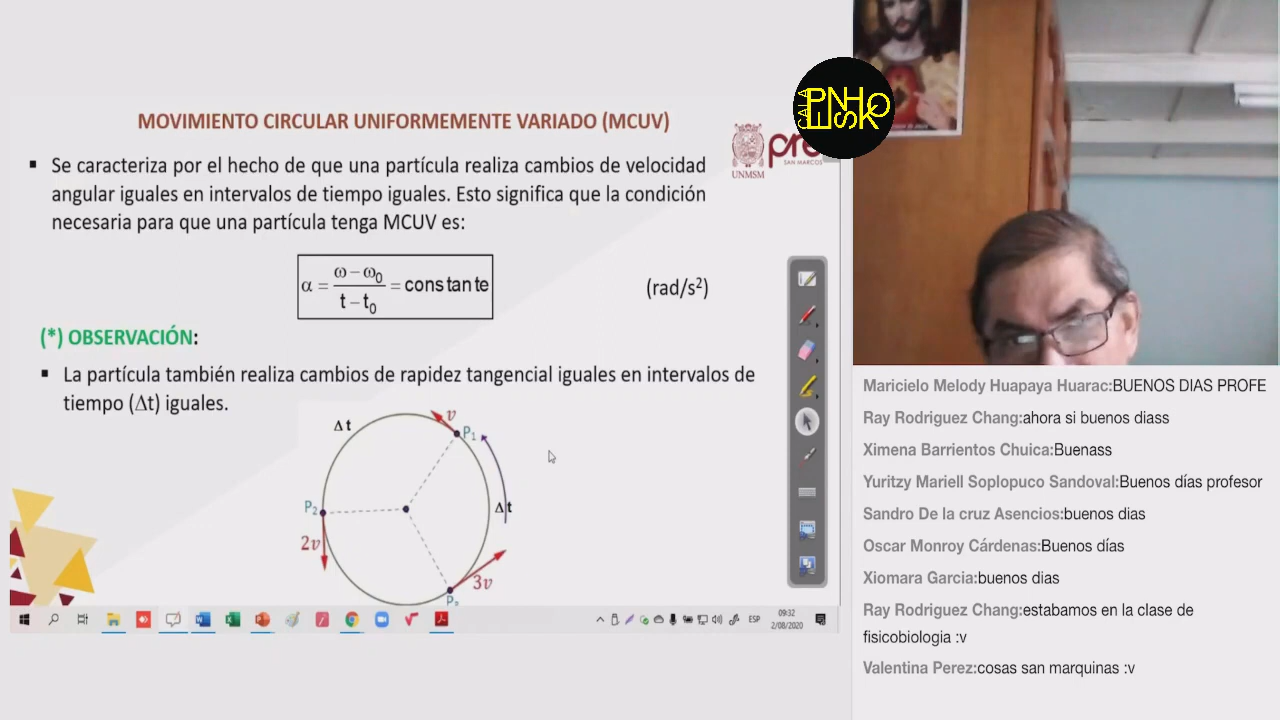 MOVIMIENTO CIRCULAR UNIFORMEMENTE VARIADO (MCUV)
UNMSM
pre
SAN MARCOS
▪ Se caracteriza por el hecho de que una partícula realiza cambios de velocidad
angular iguales en intervalos de tiempo iguales. Esto significa que la condición
necesaria para que una partícula tenga MCUV es:
α = (ω − ω₀) / (t − t₀) = constante
(rad/s²)
(*) OBSERVACIÓN:
▪ La partícula también realiza cambios de rapidez tangencial iguales en intervalos de
tiempo (Δt) iguales.
Δt
v
P₁
P₂
Δt
2v
3v
ESP
09:32
2/08/2020
Maricielo Melody Huapaya Huarac:BUENOS DIAS PROFE
Ray Rodriguez Chang:ahora si buenos diass
Ximena Barrientos Chuica:Buenass
Yuritzy Mariell Soplopuco Sandoval:Buenos días profesor
Sandro De la cruz Asencios:buenos dias
Oscar Monroy Cárdenas:Buenos días
Xiomara Garcia:buenos dias
Ray Rodriguez Chang:estabamos en la clase de
fisicobiologia :v
Valentina Perez:cosas san marquinas :v